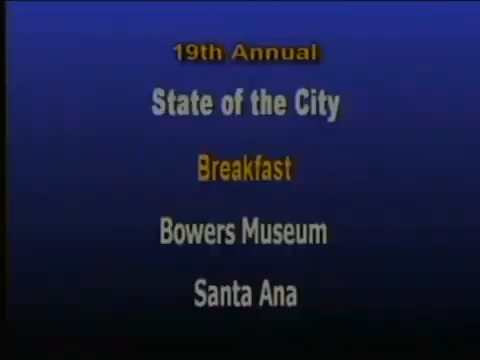 19th Annual
State of the City
Breakfast
Bowers Museum
Santa Ana